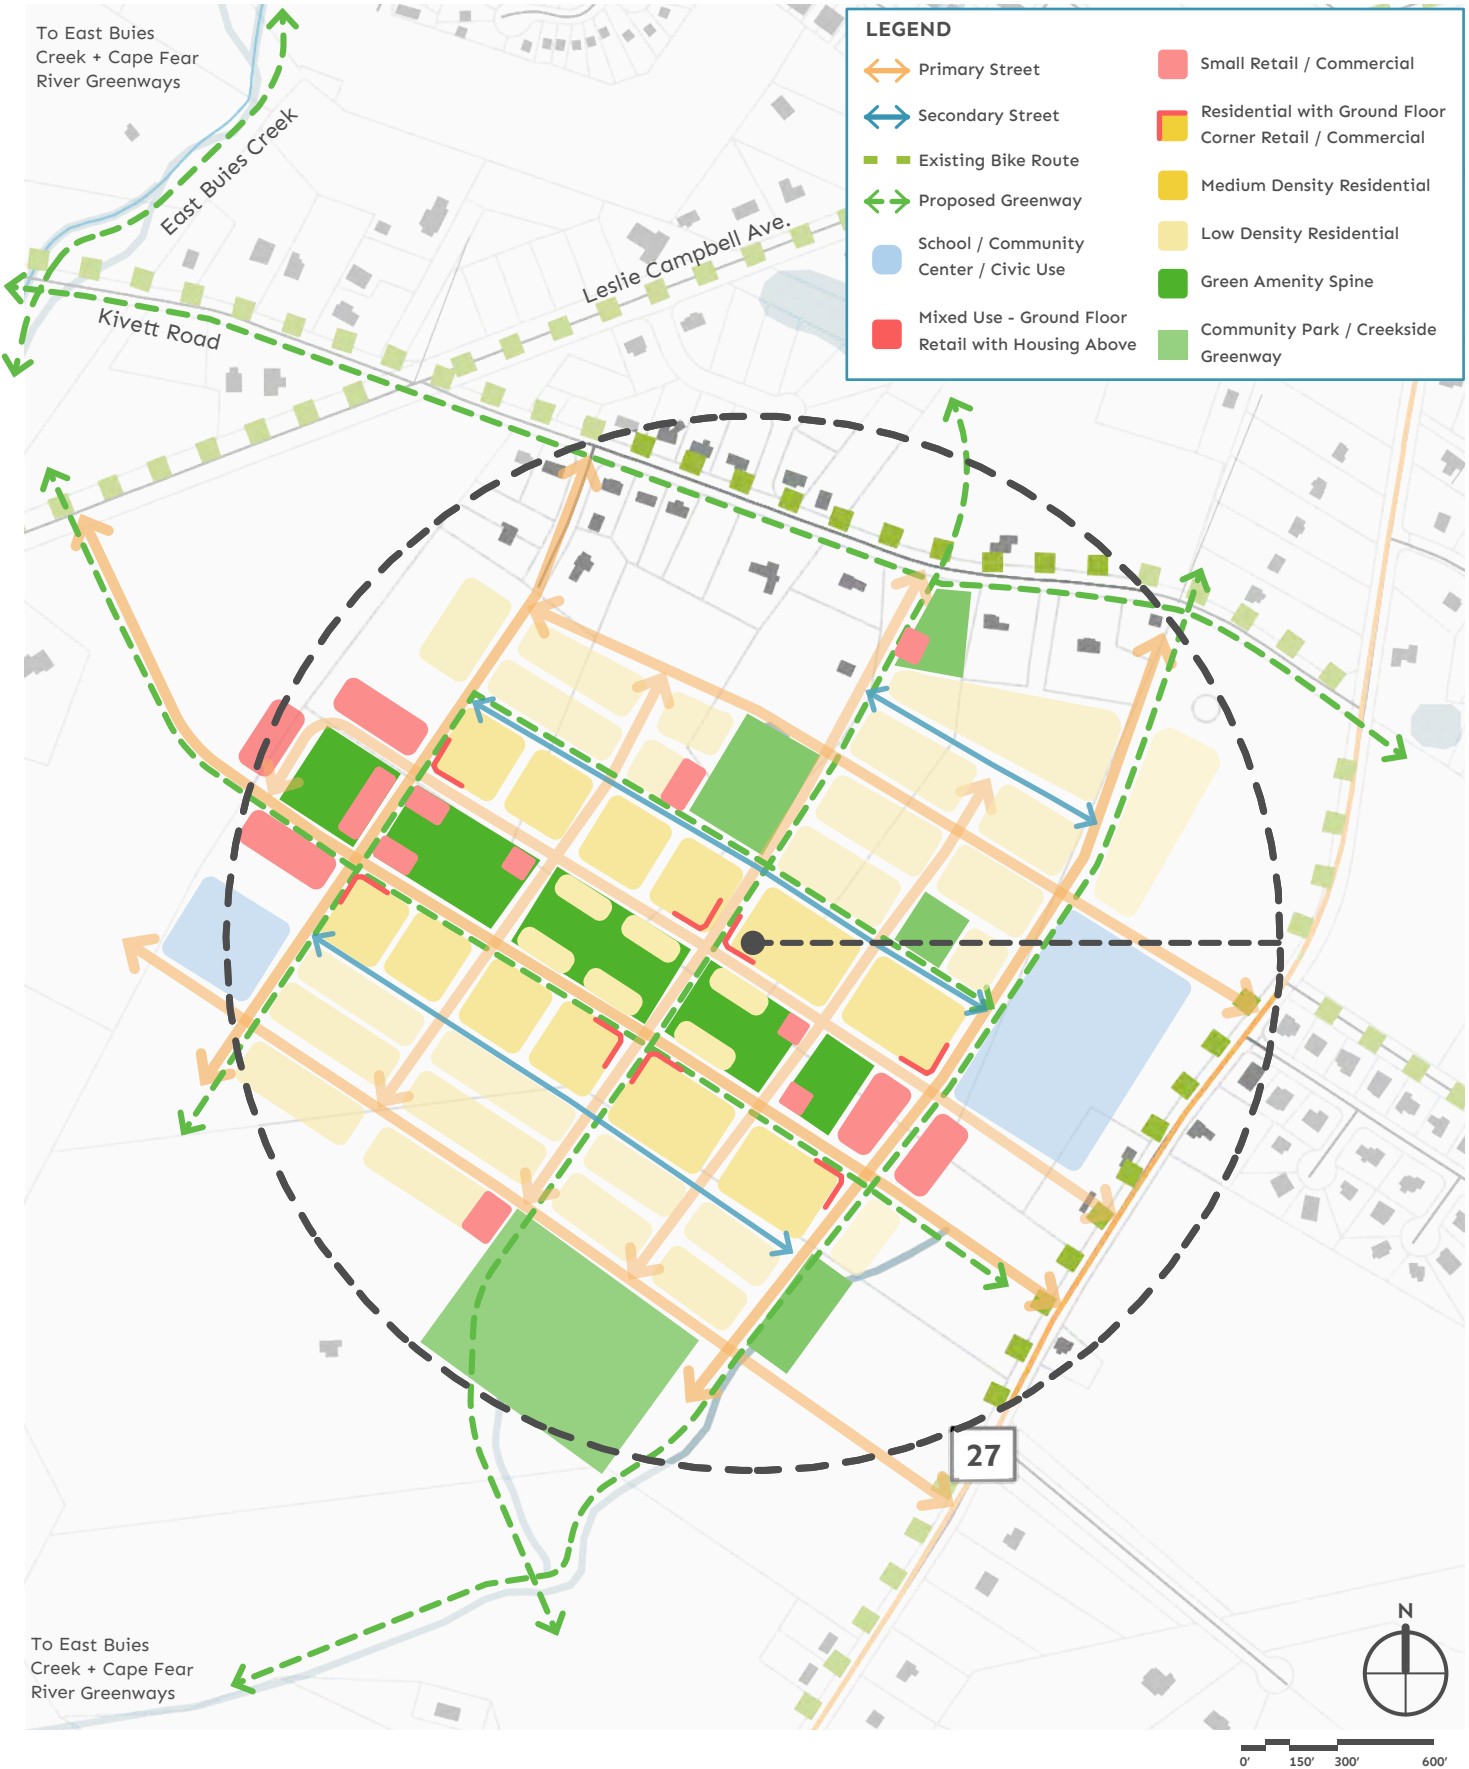 To East Buies
Creek + Cape Fear
River Greenways
East Buies Creek
Kivett Road
Leslie Campbell Ave.
LEGEND
Primary Street
Secondary Street
Existing Bike Route
Proposed Greenway
School / Community
Center / Civic Use
Mixed Use - Ground Floor
Retail with Housing Above
Small Retail / Commercial
Residential with Ground Floor
Corner Retail / Commercial
Medium Density Residential
Low Density Residential
Green Amenity Spine
Community Park / Creekside
Greenway
27
To East Buies
Creek + Cape Fear
River Greenways
N
0' 150' 300' 600'